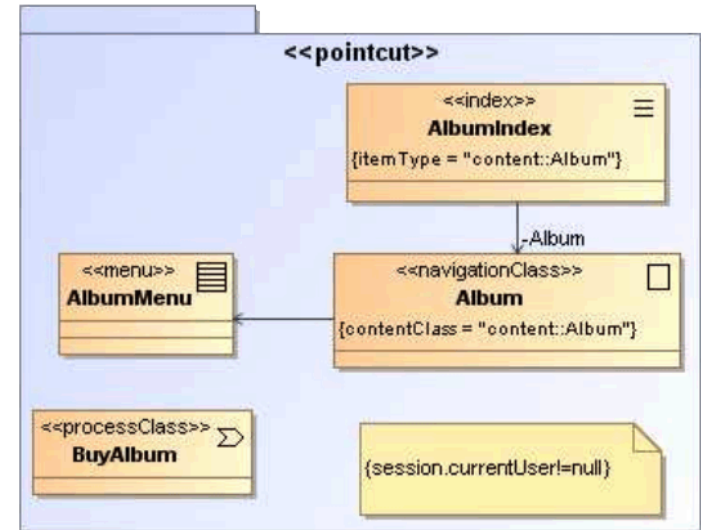 <<pointcut>>
<<index>>
AlbumIndex
{itemType = "content::Album"}
-Album
<<menu>>
AlbumMenu
<<navigationClass>>
Album
{contentClass = "content::Album"}
<<processClass>>
BuyAlbum
{session.currentUser!=null}